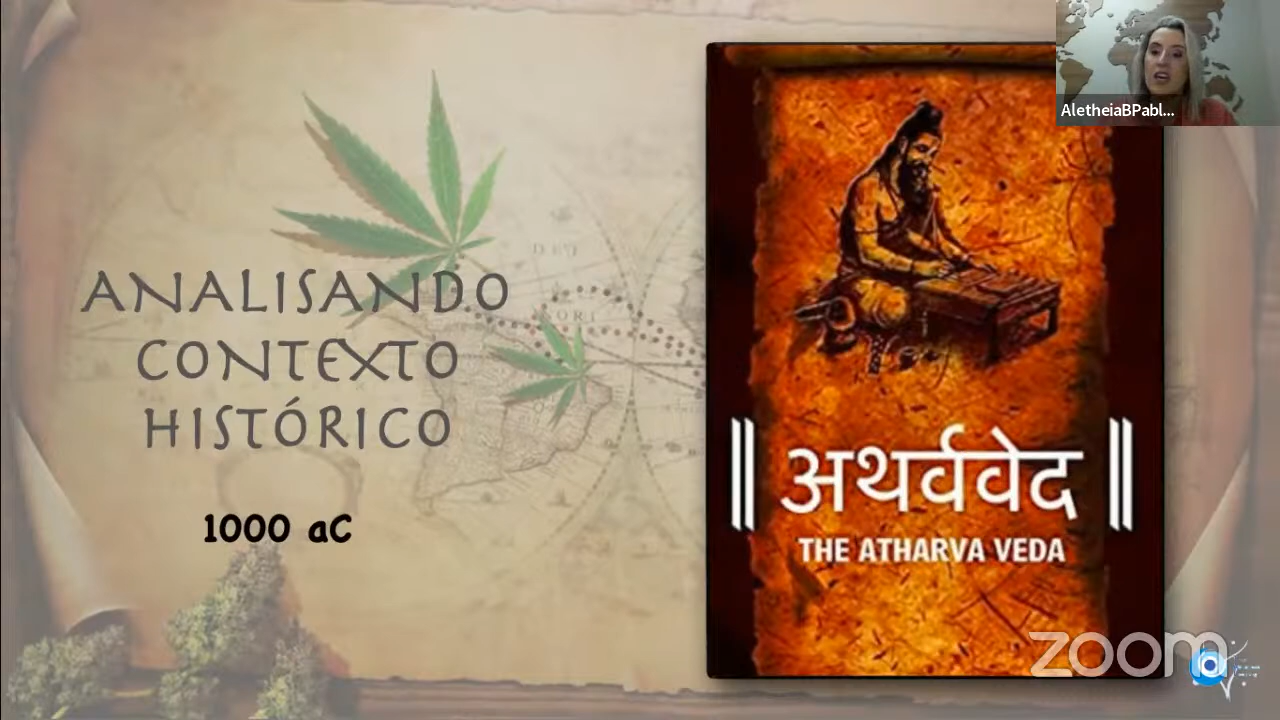 AletheiaBPabl...
ANALISANDO
CONTEXTO
HISTÓRICO
1000 aC
॥ अथर्ववेद ॥
THE ATHARVA VEDA
zoom